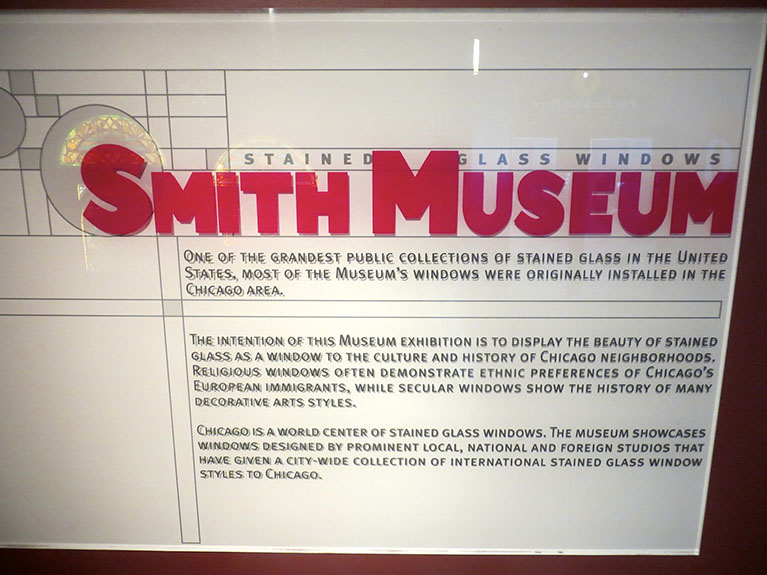 STAINED GLASS WINDOWS
SMITH MUSEUM
ONE OF THE GRANDEST PUBLIC COLLECTIONS OF STAINED GLASS IN THE UNITED
STATES, MOST OF THE MUSEUM'S WINDOWS WERE ORIGINALLY INSTALLED IN THE
CHICAGO AREA.
THE INTENTION OF THIS MUSEUM EXHIBITION IS TO DISPLAY THE BEAUTY OF STAINED
GLASS AS A WINDOW TO THE CULTURE AND HISTORY OF CHICAGO NEIGHBORHOODS.
RELIGIOUS WINDOWS OFTEN DEMONSTRATE ETHNIC PREFERENCES OF CHICAGO'S
EUROPEAN IMMIGRANTS, WHILE SECULAR WINDOWS SHOW THE HISTORY OF MANY
DECORATIVE ARTS STYLES.
CHICAGO IS A WORLD CENTER OF STAINED GLASS WINDOWS. THE MUSEUM SHOWCASES
WINDOWS DESIGNED BY PROMINENT LOCAL, NATIONAL AND FOREIGN STUDIOS THAT
HAVE GIVEN A CITY-WIDE COLLECTION OF INTERNATIONAL STAINED GLASS WINDOW
STYLES TO CHICAGO.